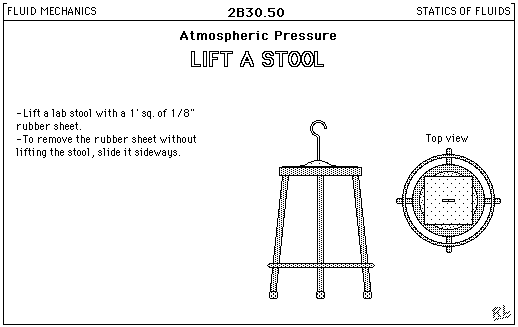 FLUID MECHANICS
2B30.50
STATICS OF FLUIDS
Atmospheric Pressure
LIFT A STOOL
-Lift a lab stool with a 1' sq. of 1/8"
rubber sheet.
-To remove the rubber sheet without
lifting the stool, slide it sideways.
Top view